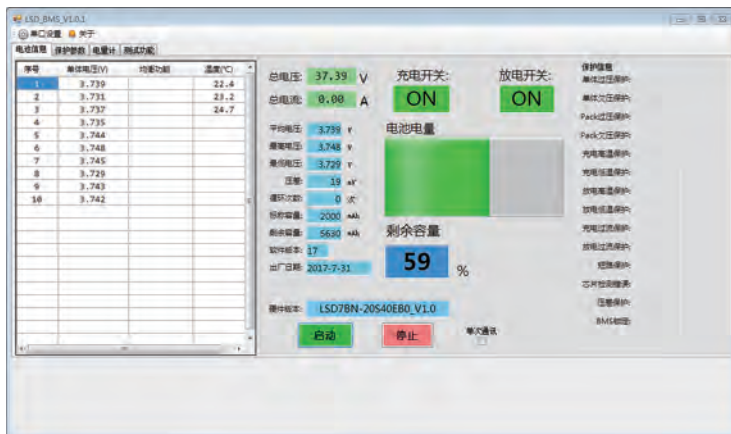 LSD_BMS_V1.0.1
串口设置 关于
电池信息 保护参数 电量计 测试功能
序号 单体电压(V) 均衡功能 温度(℃)
1 3.739 22.4
2 3.731 23.2
3 3.737 24.7
4 3.735
5 3.744
6 3.748
7 3.745
8 3.729
9 3.743
10 3.742
总电压: 37.39 V
总电流: 0.00 A
平均电压: 3.739 V
最高电压: 3.748 V
最低电压: 3.729 V
压差: 19 mV
循环次数: 0 次
标称容量: 2000 mAh
剩余容量: 5630 mAh
软件版本: 17
出厂日期: 2017-7-31
硬件版本: LSD7BN-20S40EB0_V1.0
充电开关: 放电开关:
ON ON
电池电量
剩余容量
59 %
启动 停止 单次通讯
保护信息
单体过压保护:
单体欠压保护:
Pack过压保护:
Pack欠压保护:
充电高温保护:
充电低温保护:
放电高温保护:
放电低温保护:
充电过流保护:
放电过流保护:
短路保护:
芯片检测错误:
压差保护: